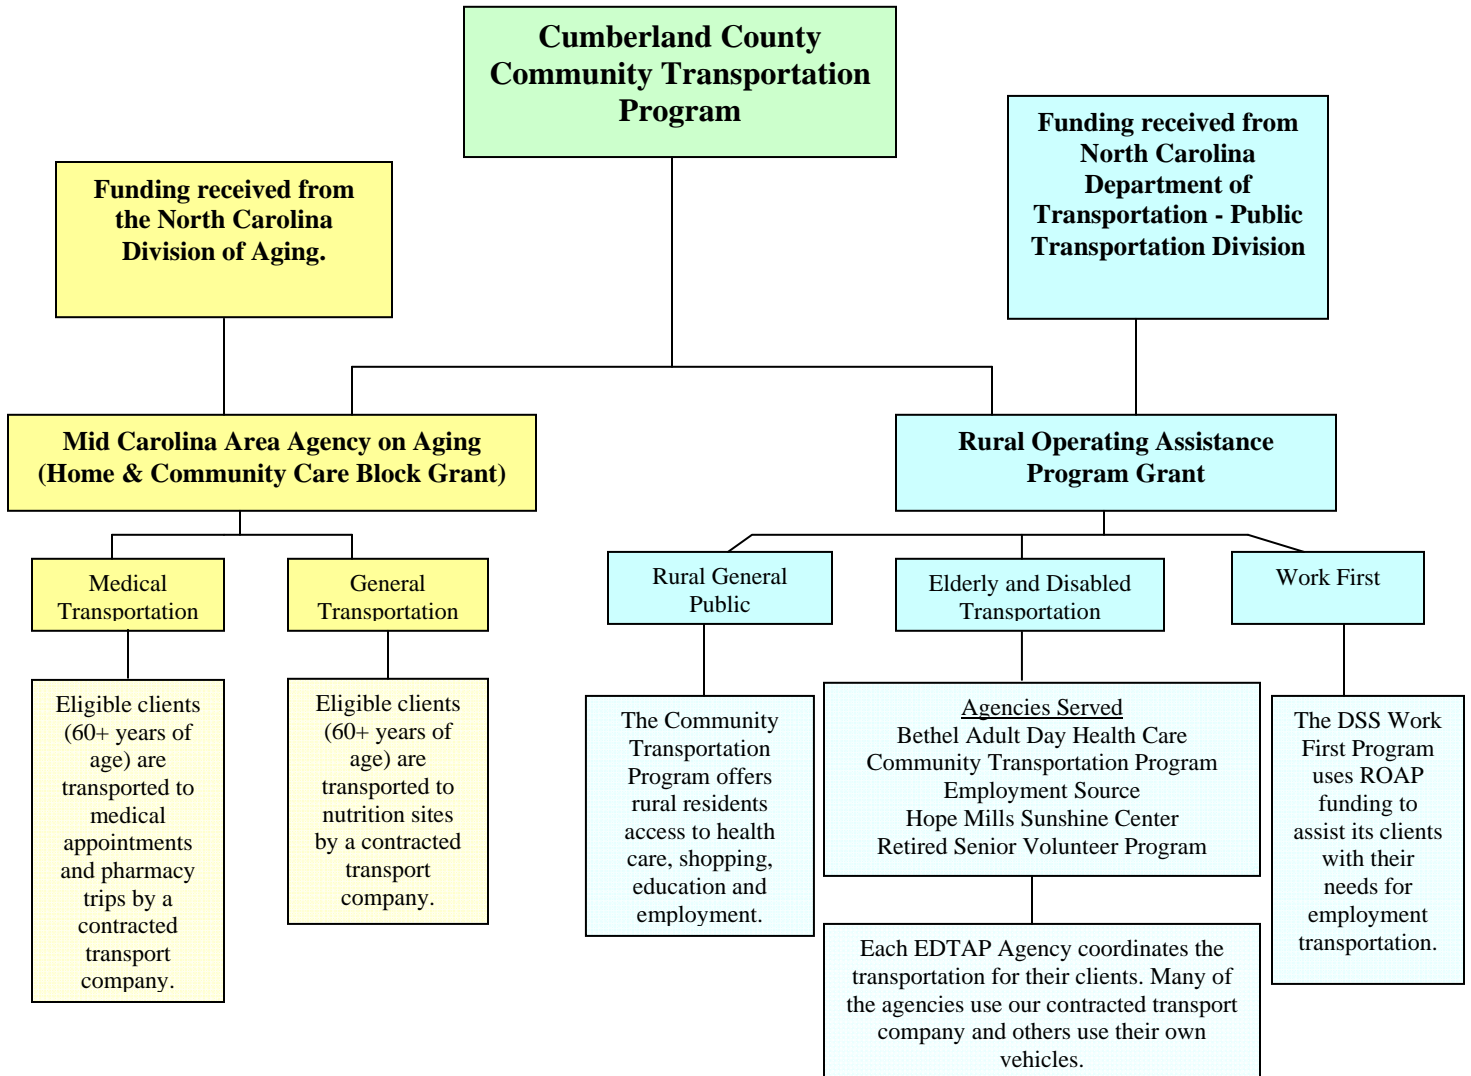 Cumberland County
Community Transportation
Program
Funding received from
North Carolina
Department of
Transportation - Public
Transportation Division
Funding received from
the North Carolina
Division of Aging.
Mid Carolina Area Agency on Aging
(Home & Community Care Block Grant)
Rural Operating Assistance
Program Grant
Medical
Transportation
General
Transportation
Rural General
Public
Elderly and Disabled
Transportation
Work First
Eligible clients
(60+ years of
age) are
transported to
medical
appointments
and pharmacy
trips by a
contracted
transport
company.
Eligible clients
(60+ years of
age) are
transported to
nutrition sites
by a contracted
transport
company.
The Community
Transportation
Program offers
rural residents
access to health
care, shopping,
education and
employment.
Agencies Served
Bethel Adult Day Health Care
Community Transportation Program
Employment Source
Hope Mills Sunshine Center
Retired Senior Volunteer Program
The DSS Work
First Program
uses ROAP
funding to
assist its clients
with their
needs for
employment
transportation.
Each EDTAP Agency coordinates the
transportation for their clients. Many of
the agencies use our contracted transport
company and others use their own
vehicles.